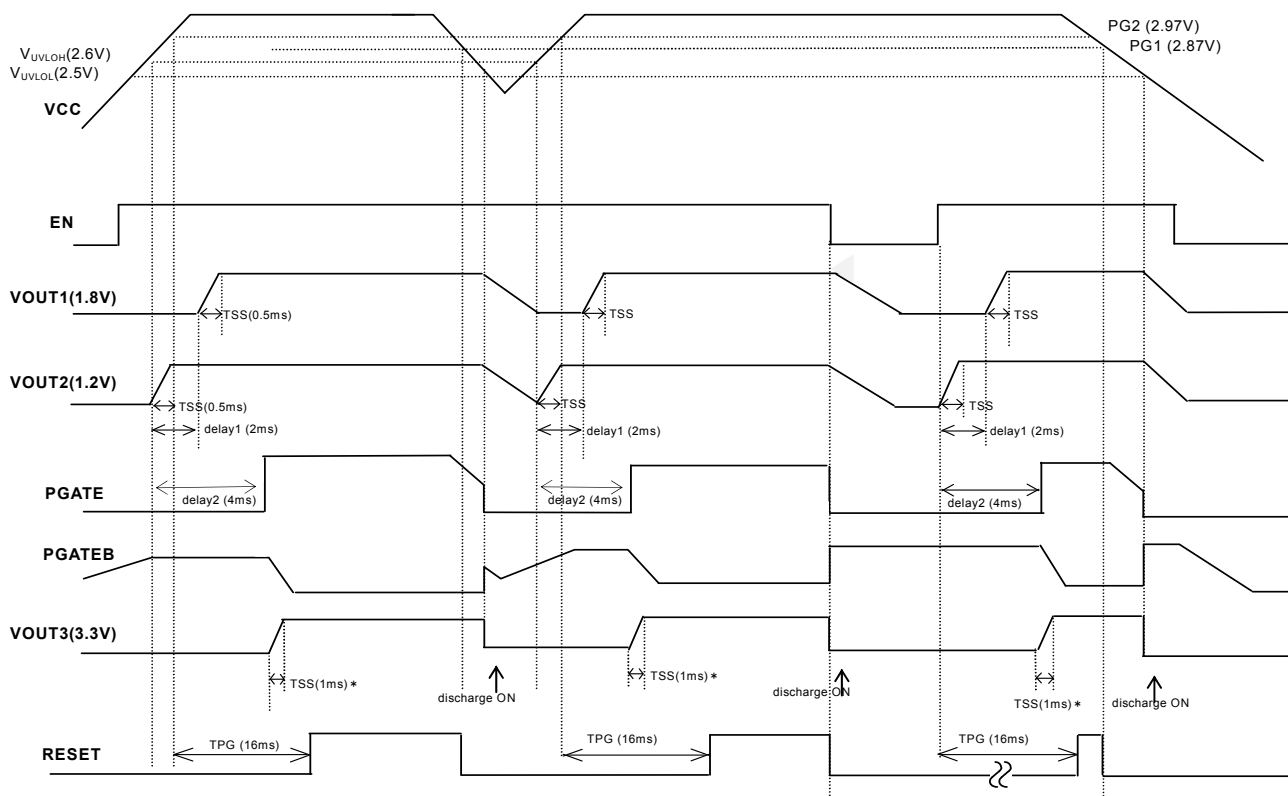 PG2 (2.97V)
PG1 (2.87V)
VUVLOH(2.6V)
VUVLOL(2.5V)
VCC
EN
VOUT1(1.8V)
TSS(0.5ms)
TSS
TSS
VOUT2(1.2V)
TSS(0.5ms)
TSS
TSS
delay1 (2ms)
delay1 (2ms)
delay1 (2ms)
PGATE
delay2 (4ms)
delay2 (4ms)
delay2 (4ms)
PGATEB
VOUT3(3.3V)
TSS(1ms)*
discharge ON
TSS(1ms)*
discharge ON
TSS(1ms)*
discharge ON
RESET
TPG (16ms)
TPG (16ms)
TPG (16ms)